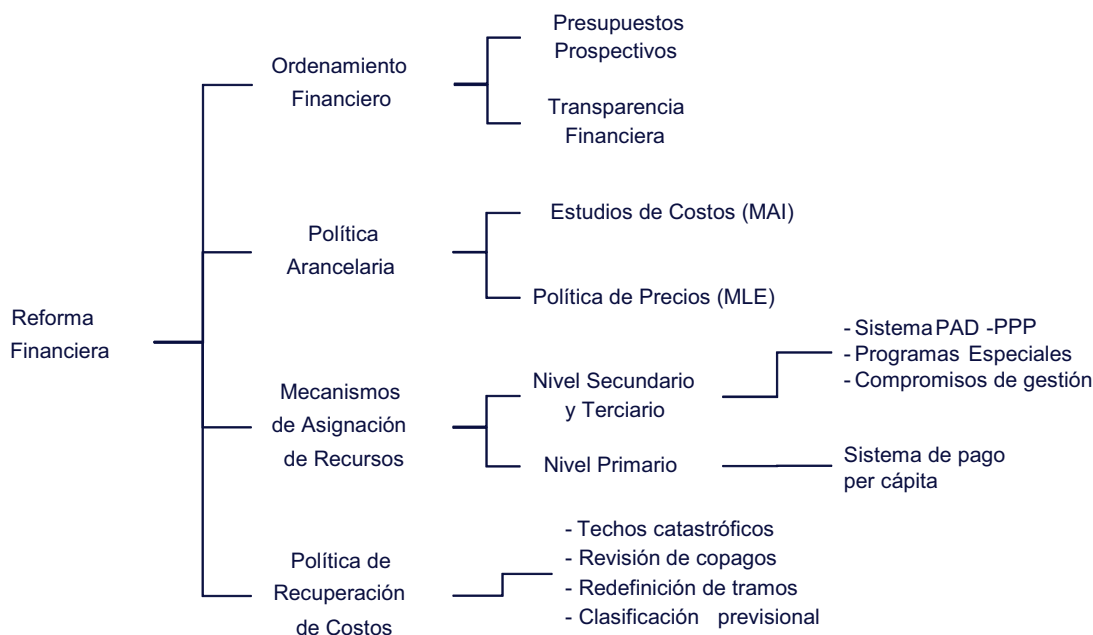 Reforma
Financiera
Ordenamiento
Financiero
Presupuestos
Prospectivos
Transparencia
Financiera
Política
Arancelaria
Estudios de Costos (MAI)
Política de Precios (MLE)
Mecanismos
de Asignación
de Recursos
Nivel Secundario
y Terciario
- Sistema PAD -PPP
- Programas Especiales
- Compromisos de gestión
Nivel Primario
Sistema de pago
per cápita
Política de
Recuperación
de Costos
- Techos catastróficos
- Revisión de copagos
- Redefinición de tramos
- Clasificación previsional